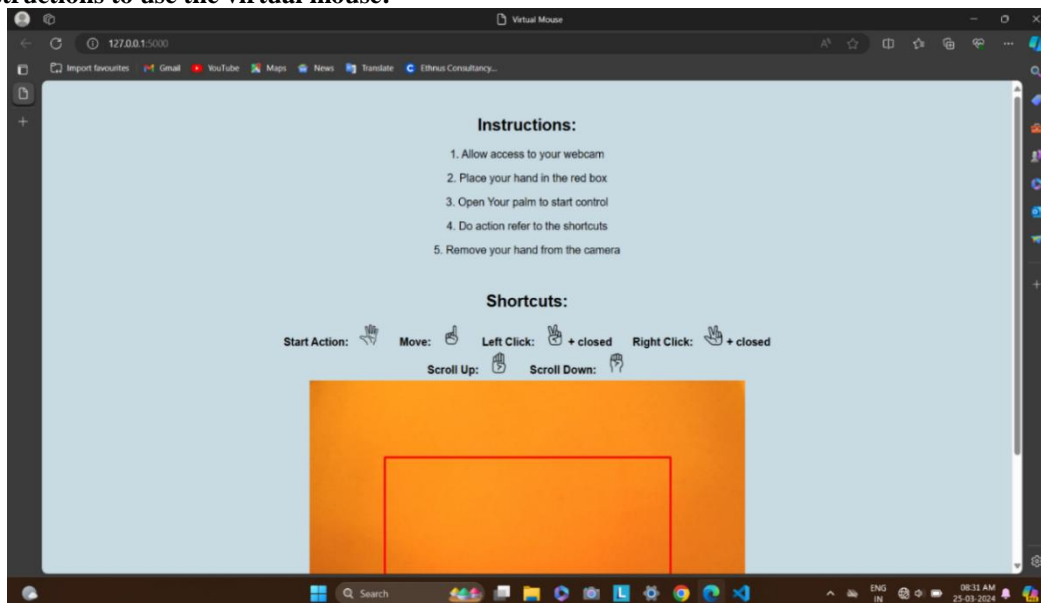 structions to use the virtual mouse:
Virtual Mouse
127.0.0.1:5000
Import favourites Gmail YouTube Maps News Translate Ethnus Consultancy...
Instructions:
1. Allow access to your webcam
2. Place your hand in the red box
3. Open Your palm to start control
4. Do action refer to the shortcuts
5. Remove your hand from the camera
Shortcuts:
Start Action: Move: Left Click: + closed Right Click: + closed
Scroll Up: Scroll Down:
Search
ENG
IN
08:31 AM
25-03-2024